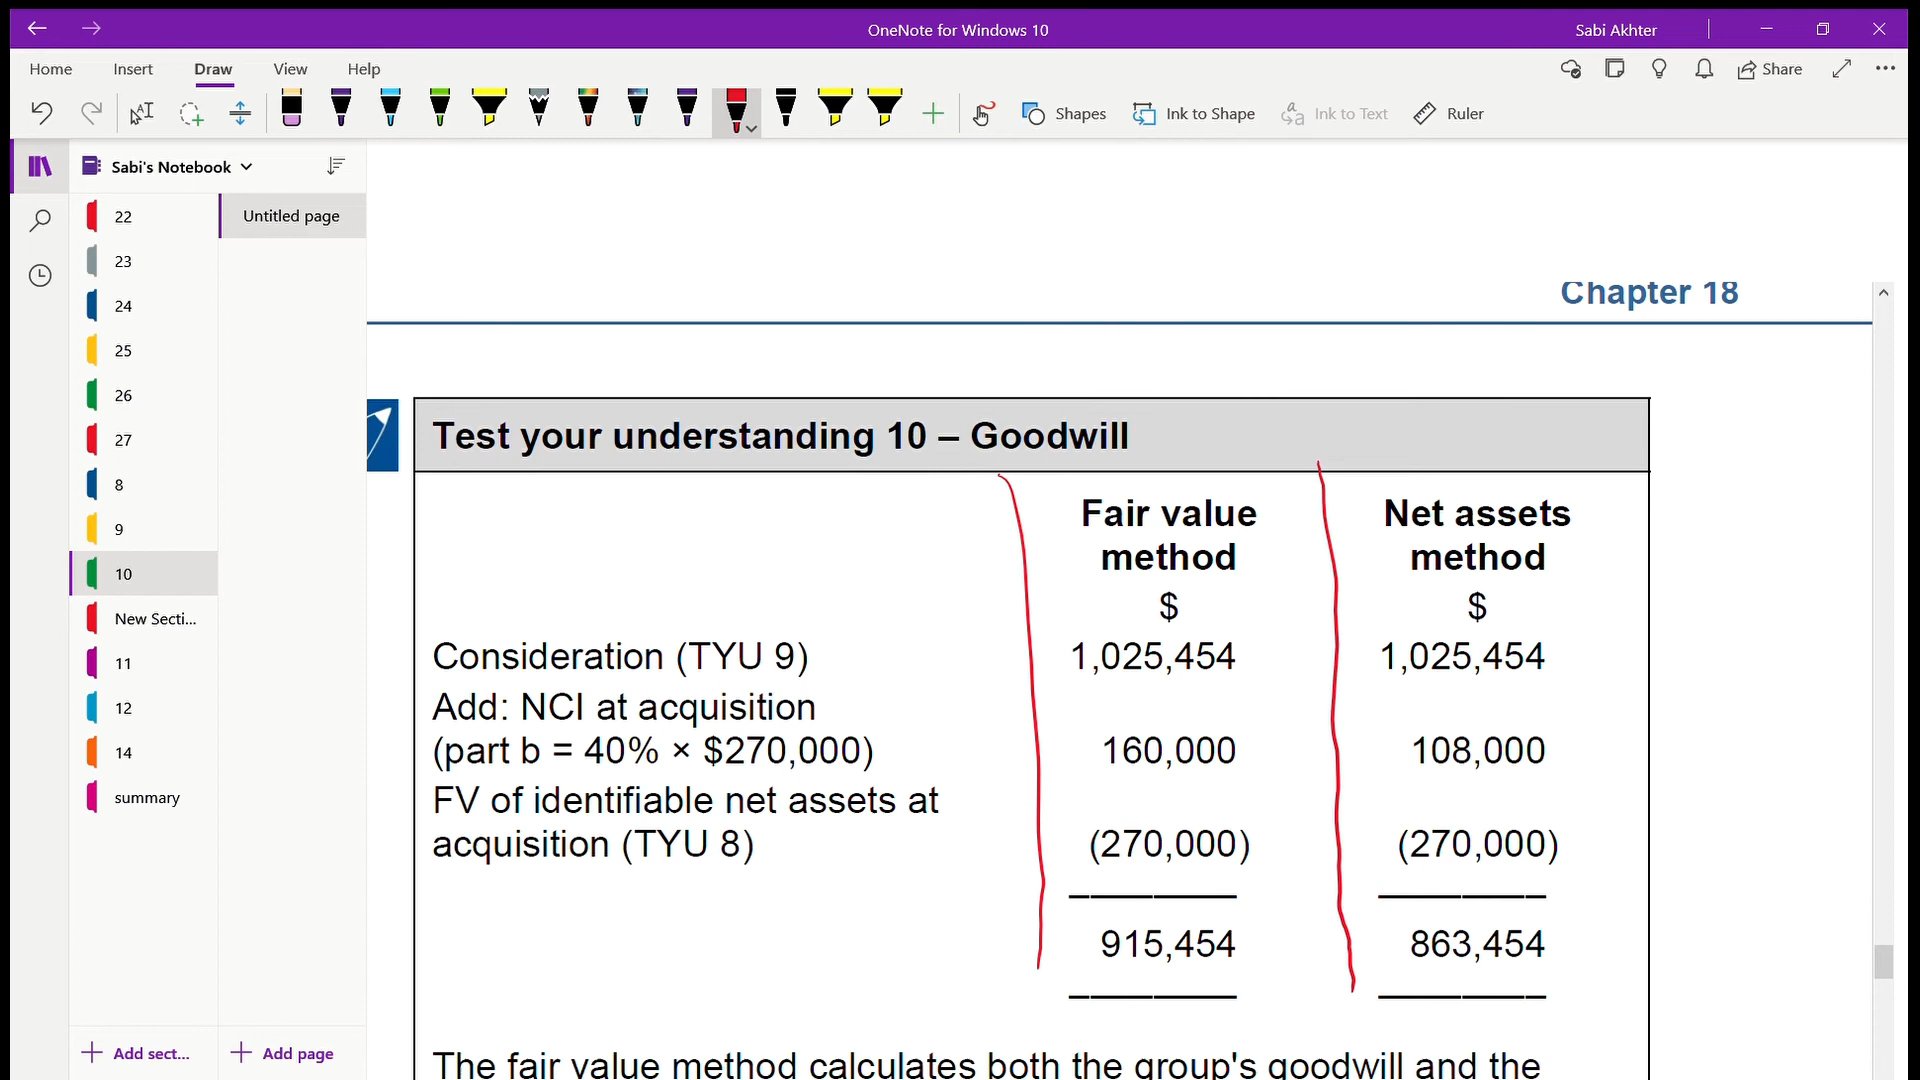 OneNote for Windows 10
Sabi Akhter
Home Insert Draw View Help
Share
Shapes Ink to Shape Ink to Text Ruler
Sabi's Notebook
22
23
24
25
26
27
8
9
10
New Secti...
11
12
14
summary
Add sect...
Untitled page
Add page
Chapter 18
Test your understanding 10 – Goodwill
Fair value Net assets
method method
$ $
Consideration (TYU 9) 1,025,454 1,025,454
Add: NCI at acquisition
(part b = 40% × $270,000) 160,000 108,000
FV of identifiable net assets at
acquisition (TYU 8) (270,000) (270,000)
915,454 863,454
The fair value method calculates both the group's goodwill and the